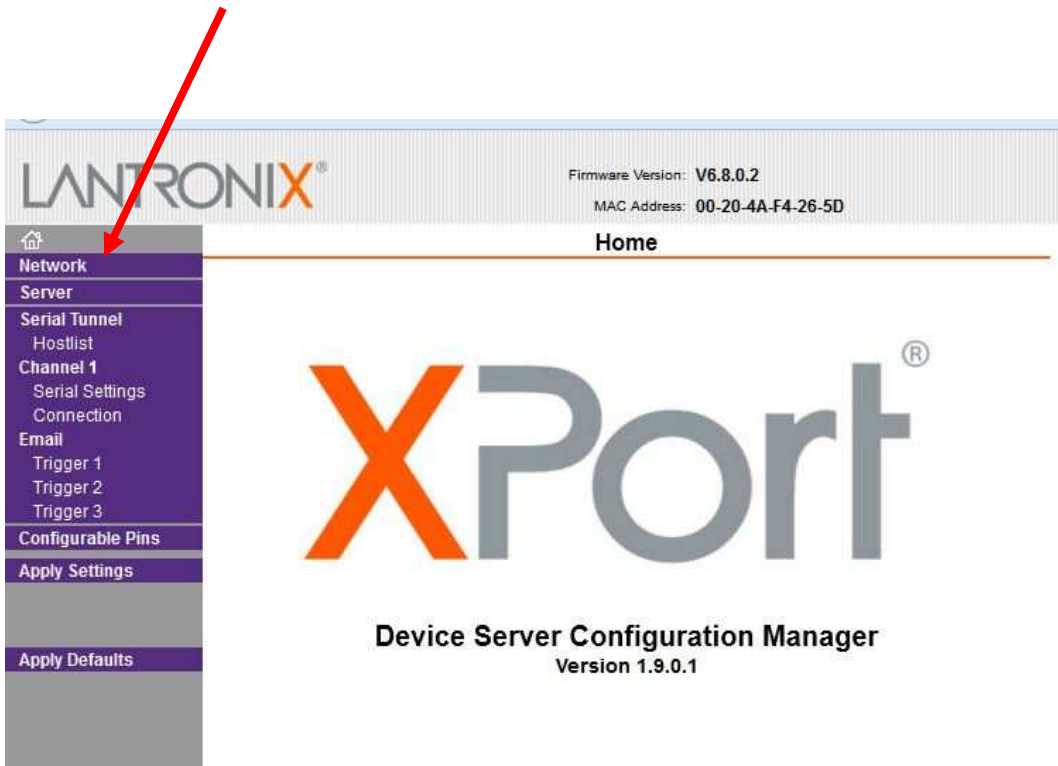 LANTRONIX®
Firmware Version: V6.8.0.2
MAC Address: 00-20-4A-F4-26-5D
Home
Network
Server
Serial Tunnel
Hostlist
Channel 1
Serial Settings
Connection
Email
Trigger 1
Trigger 2
Trigger 3
Configurable Pins
Apply Settings
Apply Defaults
XPort®
Device Server Configuration Manager
Version 1.9.0.1